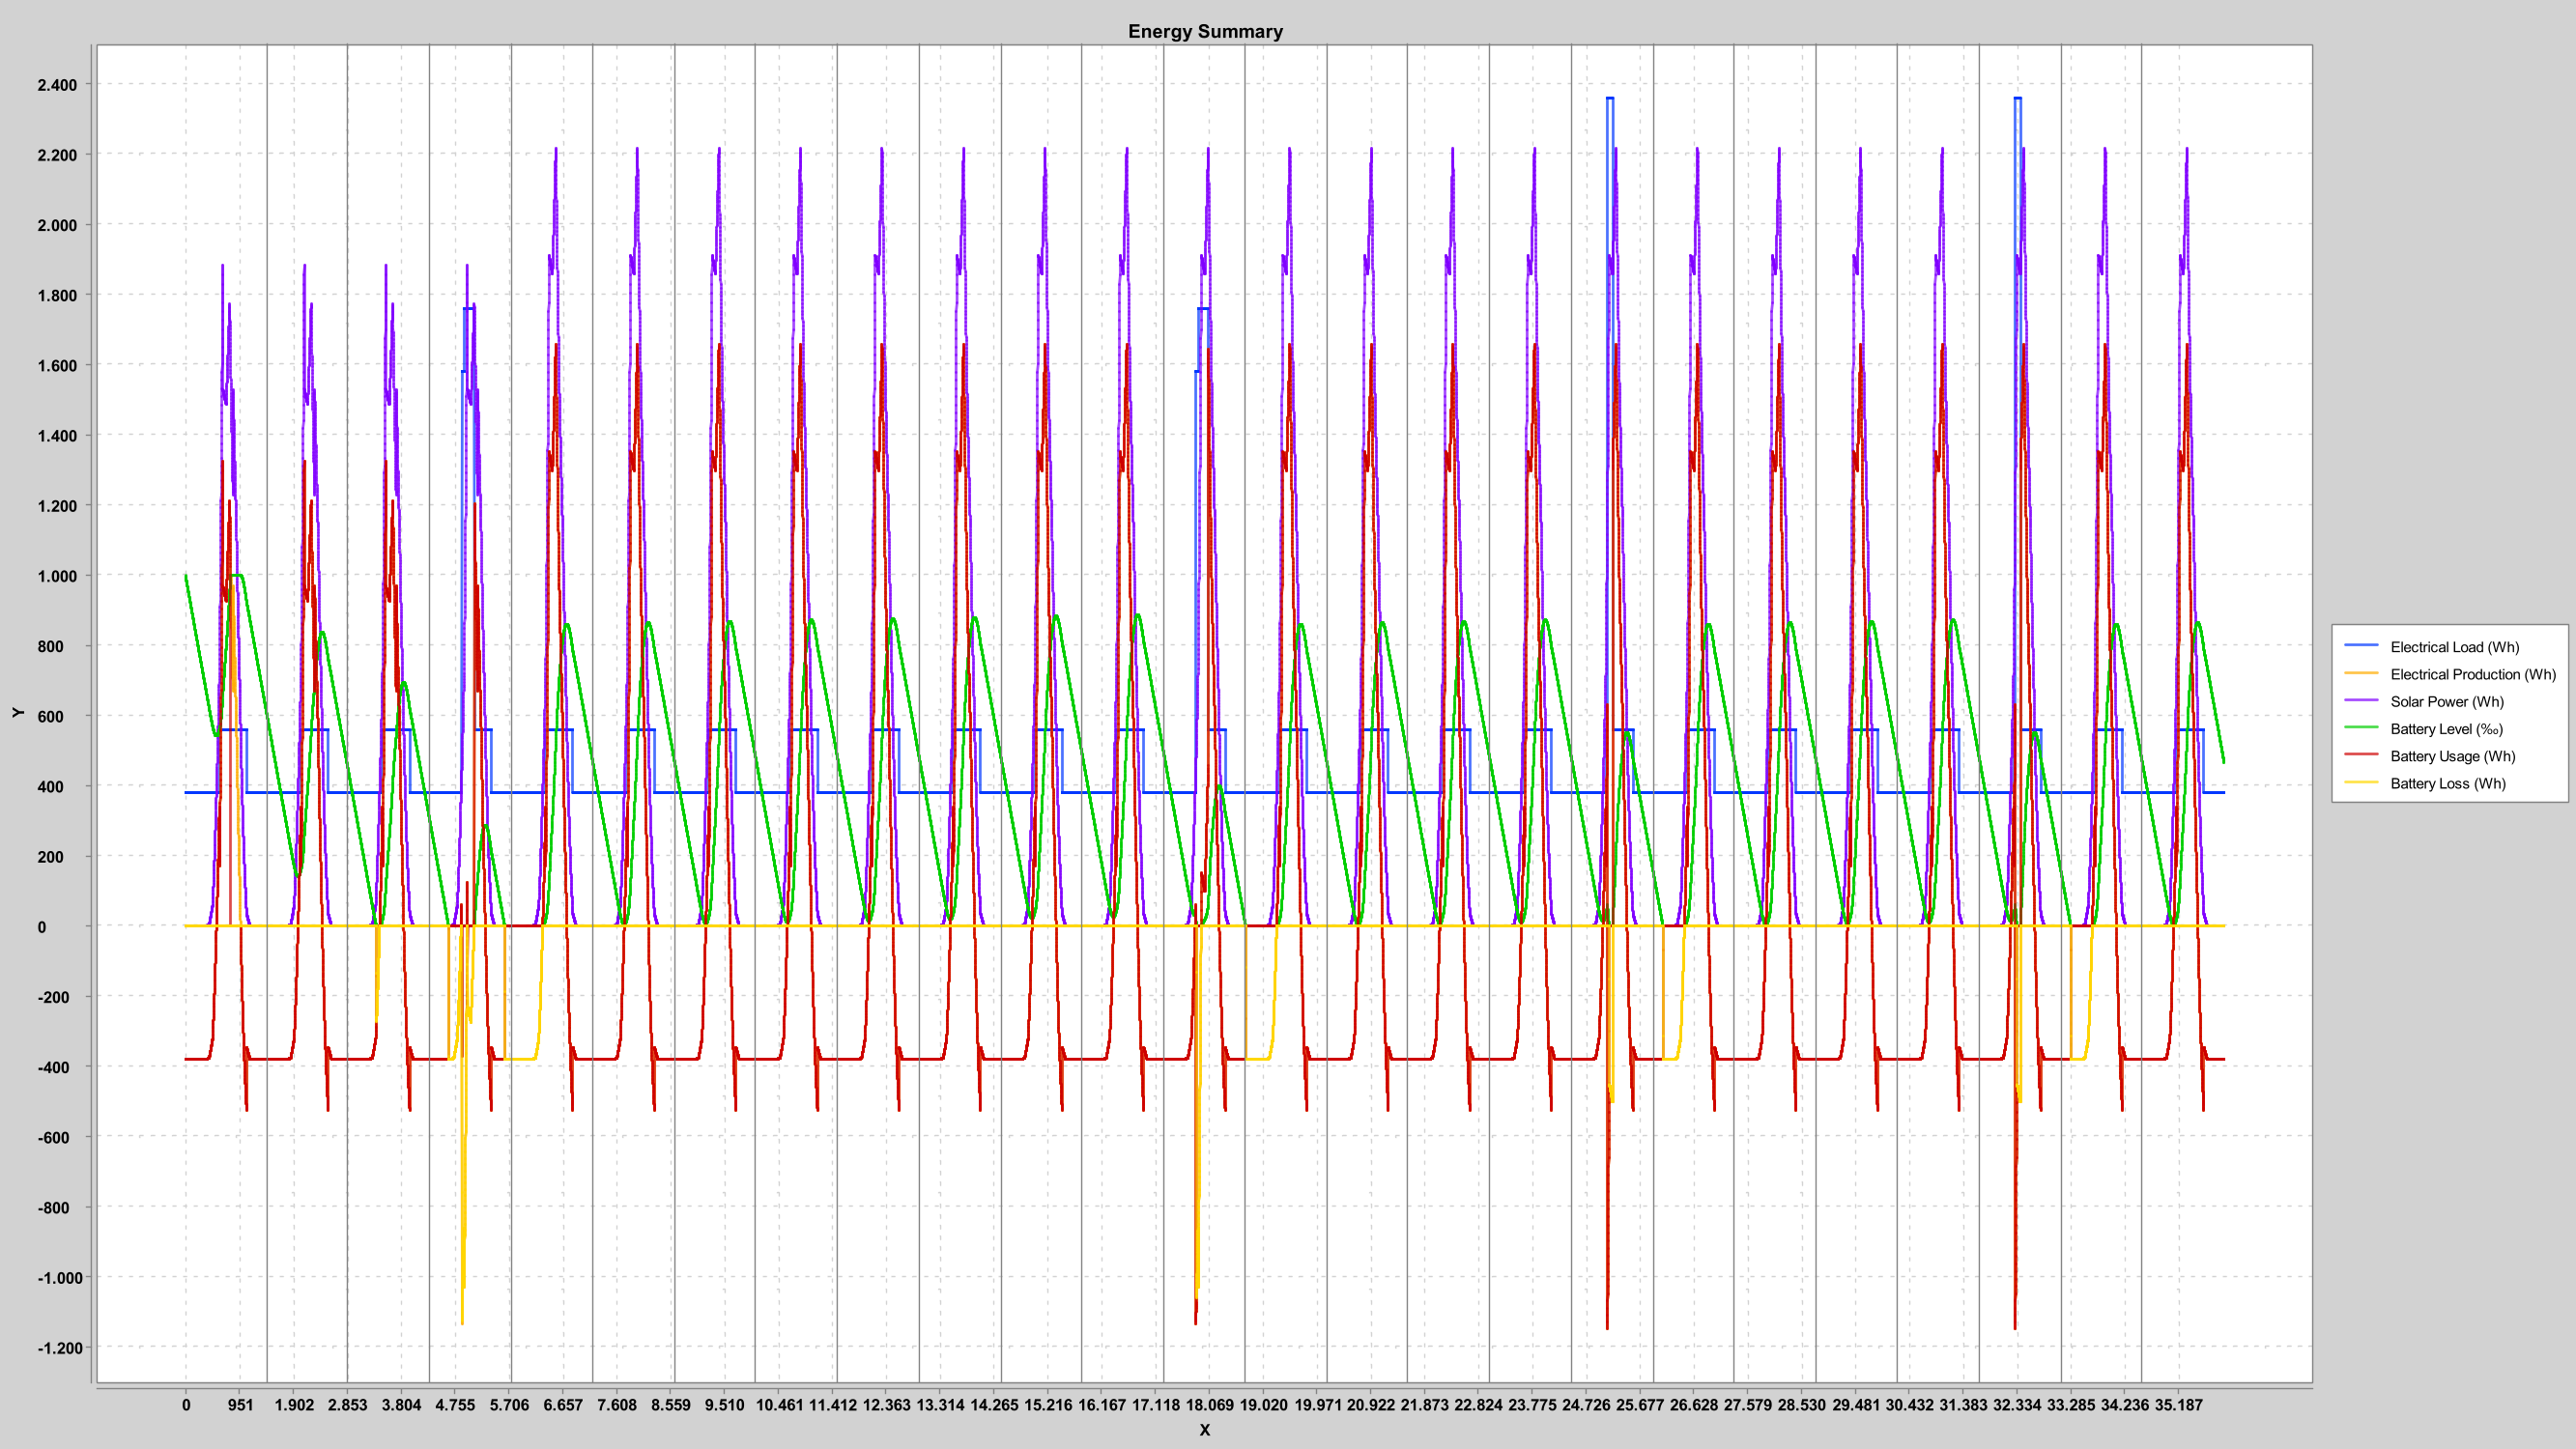 Energy Summary
2.400
2.200
2.000
1.800
1.600
1.400
1.200
1.000
800
600
400
200
0
-200
-400
-600
-800
-1.000
-1.200
Y
0 951 1.902 2.853 3.804 4.755 5.706 6.657 7.608 8.559 9.510 10.461 11.412 12.363 13.314 14.265 15.216 16.167 17.118 18.069 19.020 19.971 20.922 21.873 22.824 23.775 24.726 25.677 26.628 27.579 28.530 29.481 30.432 31.383 32.334 33.285 34.236 35.187
X
Electrical Load (Wh)
Electrical Production (Wh)
Solar Power (Wh)
Battery Level (‰)
Battery Usage (Wh)
Battery Loss (Wh)